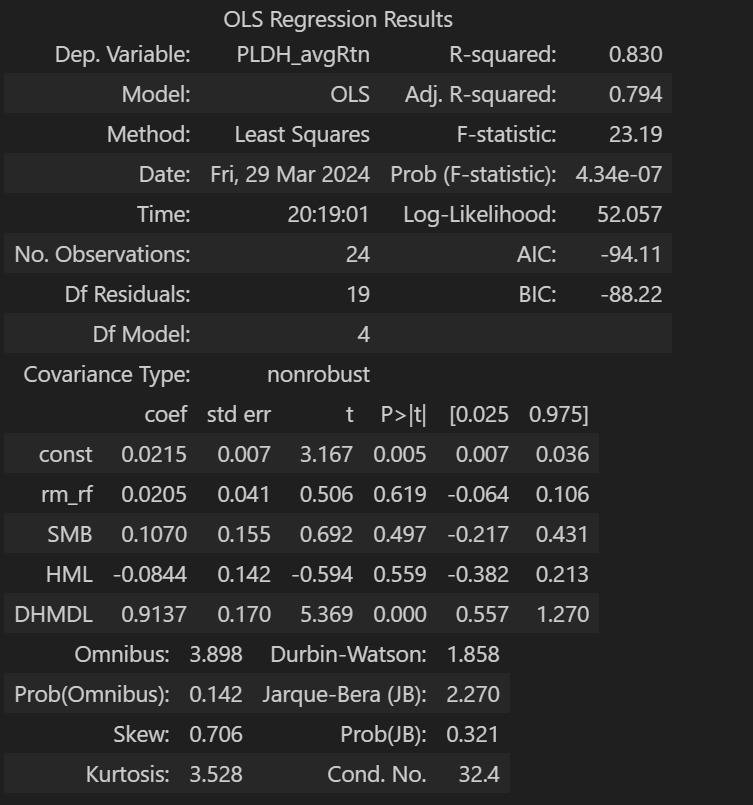 OLS Regression Results
Dep. Variable: PLDH_avgRtn R-squared: 0.830
Model: OLS Adj. R-squared: 0.794
Method: Least Squares F-statistic: 23.19
Date: Fri, 29 Mar 2024 Prob (F-statistic): 4.34e-07
Time: 20:19:01 Log-Likelihood: 52.057
No. Observations: 24 AIC: -94.11
Df Residuals: 19 BIC: -88.22
Df Model: 4
Covariance Type: nonrobust
coef std err t P>|t| [0.025 0.975]
const 0.0215 0.007 3.167 0.005 0.007 0.036
rm_rf 0.0205 0.041 0.506 0.619 -0.064 0.106
SMB 0.1070 0.155 0.692 0.497 -0.217 0.431
HML -0.0844 0.142 -0.594 0.559 -0.382 0.213
DHMDL 0.9137 0.170 5.369 0.000 0.557 1.270
Omnibus: 3.898 Durbin-Watson: 1.858
Prob(Omnibus): 0.142 Jarque-Bera (JB): 2.270
Skew: 0.706 Prob(JB): 0.321
Kurtosis: 3.528 Cond. No. 32.4